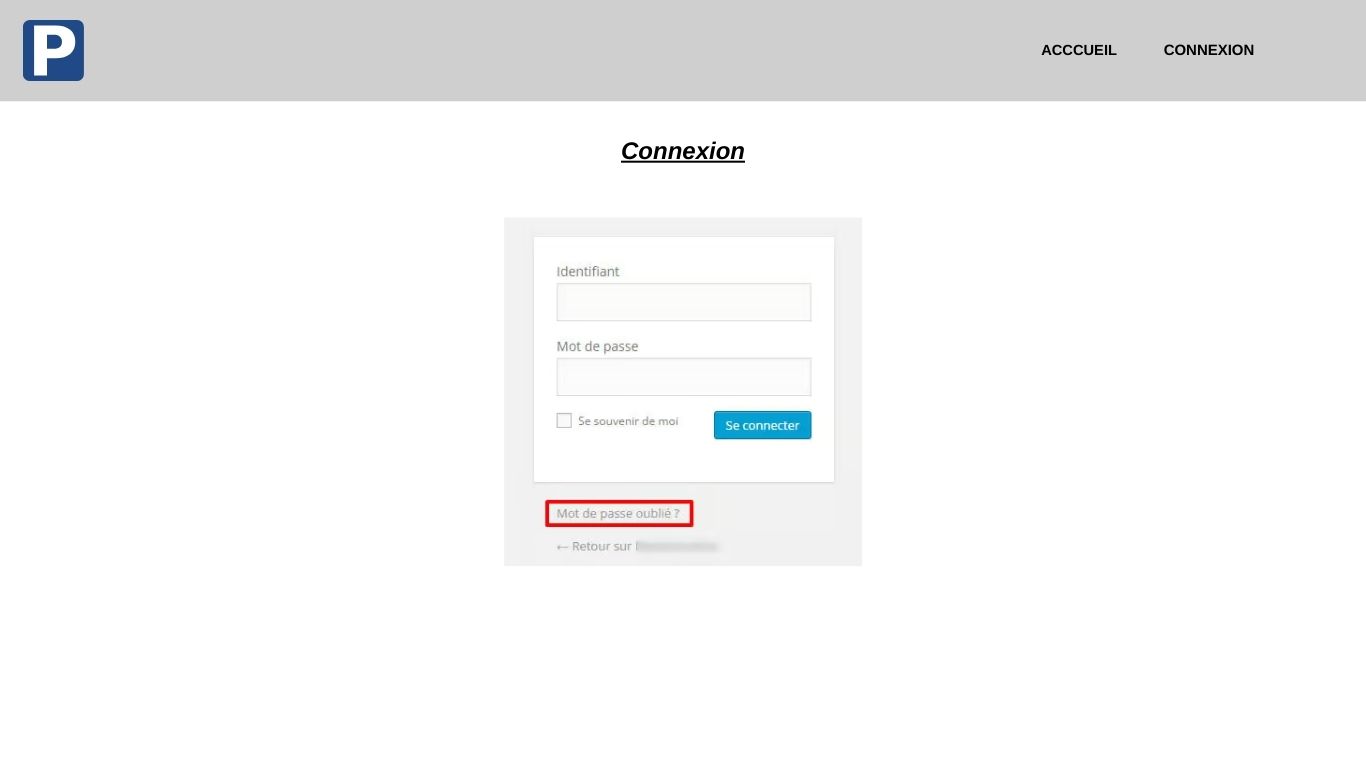 P
ACCCUEIL CONNEXION
Connexion
Identifiant
Mot de passe
Se souvenir de moi
Se connecter
Mot de passe oublié ?
← Retour sur